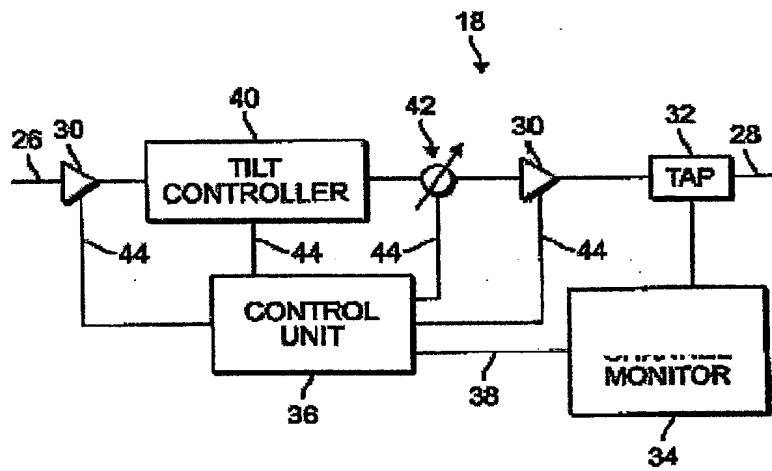 18
26
30
40
42
30
32
28
TILT
CONTROLLER
TAP
44
44
44
44
CONTROL
UNIT
MONITOR
36
38
34